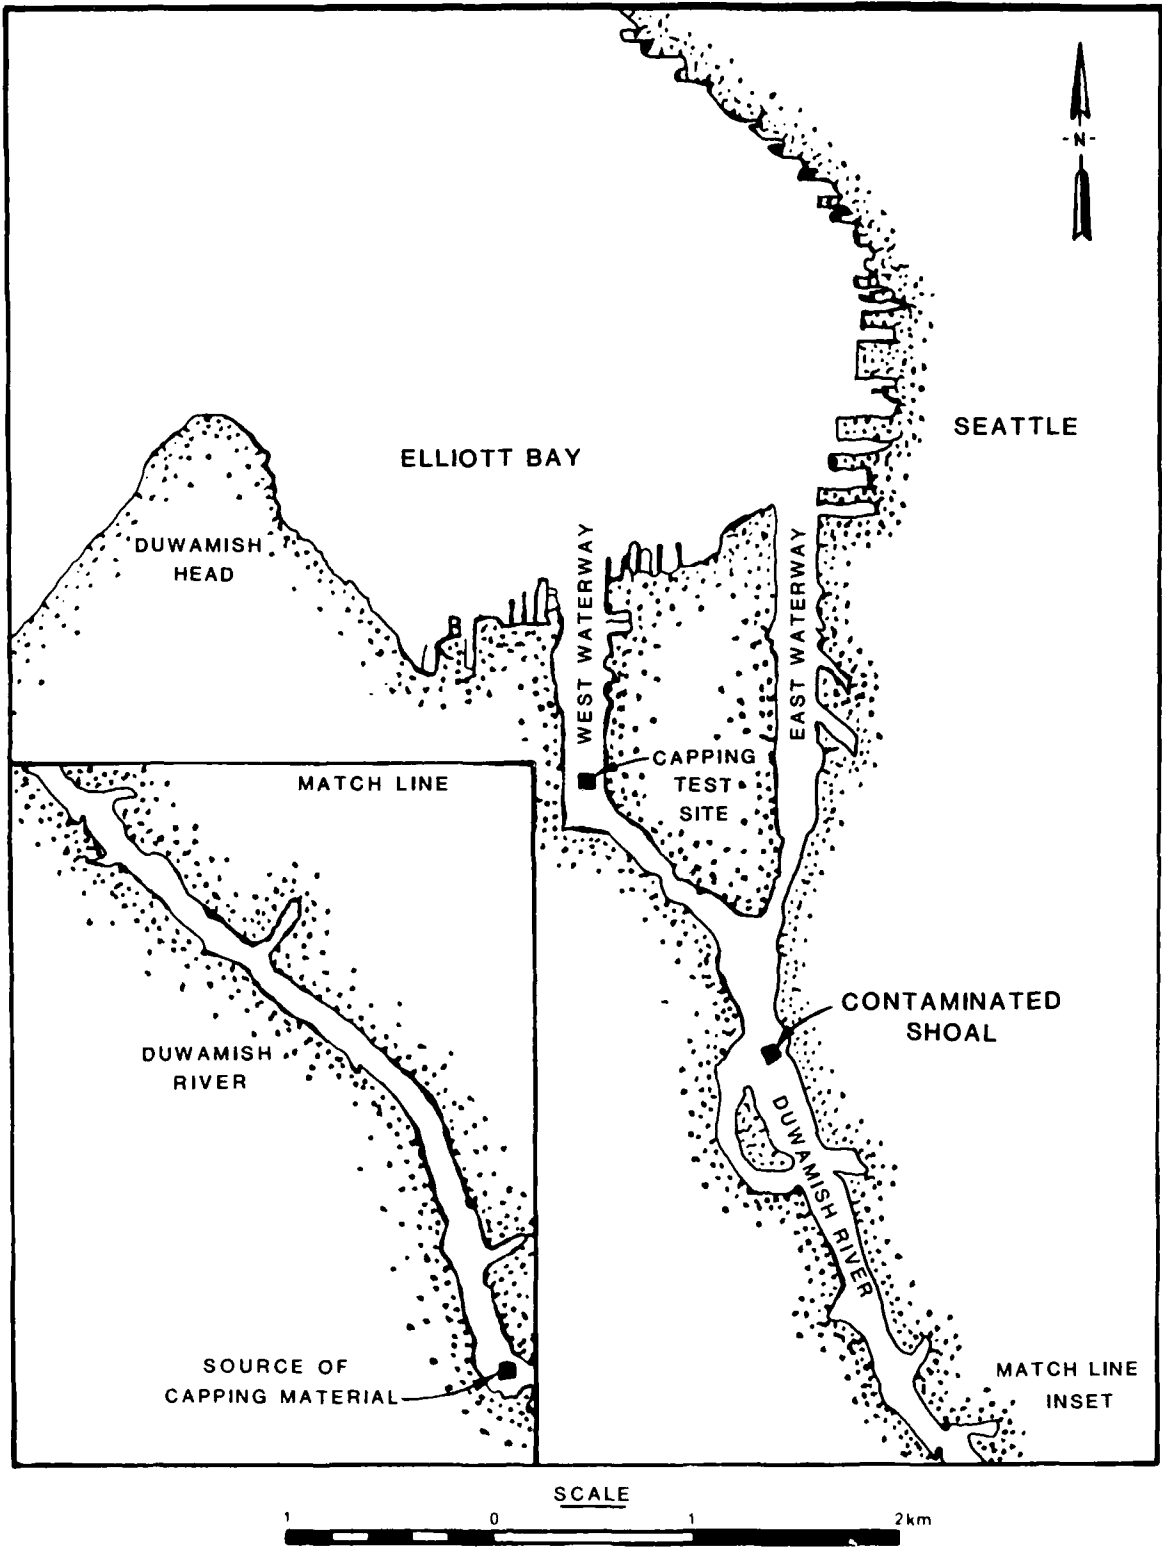 -N-
SEATTLE
ELLIOTT BAY
DUWAMISH
HEAD
WEST WATERWAY
EAST WATERWAY
CAPPING
TEST
SITE
MATCH LINE
CONTAMINATED
SHOAL
DUWAMISH
RIVER
DUWAMISH RIVER
SOURCE OF
CAPPING MATERIAL
MATCH LINE
INSET
SCALE
1 0 1 2km